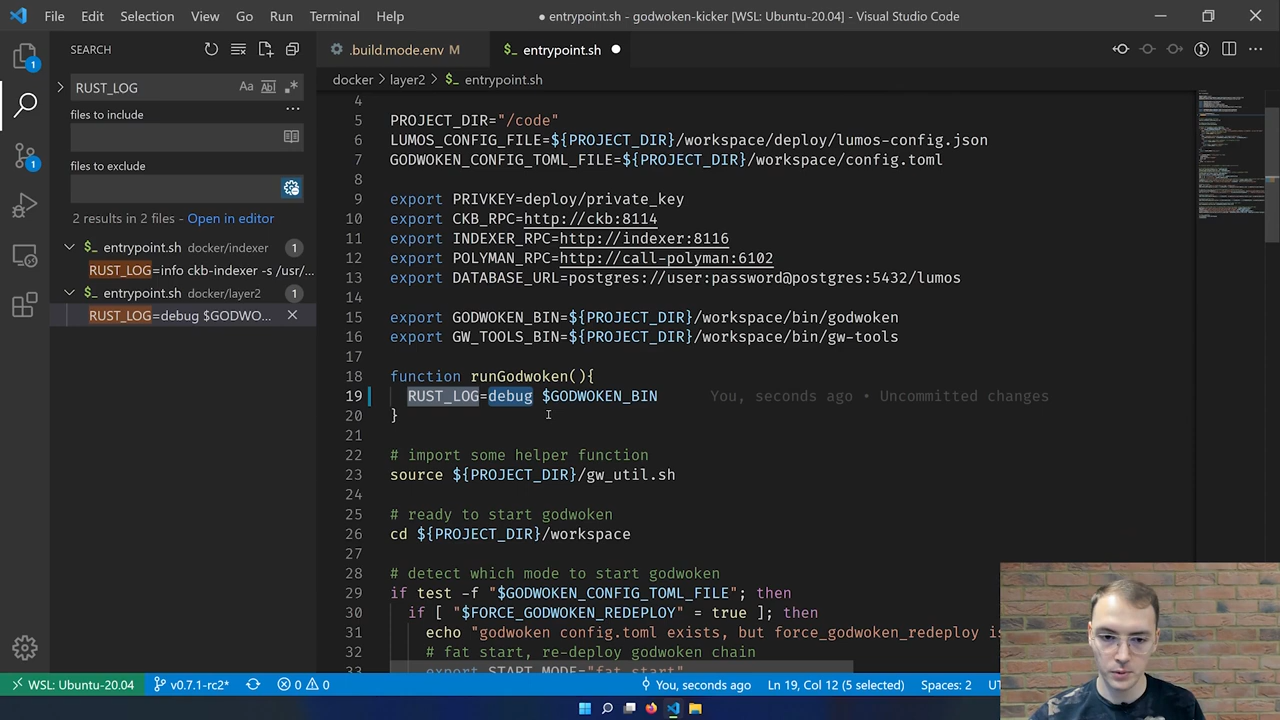 File Edit Selection View Go Run Terminal Help
● entrypoint.sh - godwoken-kicker [WSL: Ubuntu-20.04] - Visual Studio Code
SEARCH
RUST_LOG
files to include
files to exclude
2 results in 2 files - Open in editor
entrypoint.sh docker/indexer 1
RUST_LOG=info ckb-indexer -s /usr/...
entrypoint.sh docker/layer2 1
RUST_LOG=debug $GODWO...
.build.mode.env M
entrypoint.sh
docker > layer2 > entrypoint.sh
4
5 PROJECT_DIR="/code"
6 LUMOS_CONFIG_FILE=${PROJECT_DIR}/workspace/deploy/lumos-config.json
7 GODWOKEN_CONFIG_TOML_FILE=${PROJECT_DIR}/workspace/config.toml
8
9 export PRIVKEY=deploy/private_key
10 export CKB_RPC=http://ckb:8114
11 export INDEXER_RPC=http://indexer:8116
12 export POLYMAN_RPC=http://call-polyman:6102
13 export DATABASE_URL=postgres://user:password@postgres:5432/lumos
14
15 export GODWOKEN_BIN=${PROJECT_DIR}/workspace/bin/godwoken
16 export GW_TOOLS_BIN=${PROJECT_DIR}/workspace/bin/gw-tools
17
18 function runGodwoken(){
19 RUST_LOG=debug $GODWOKEN_BIN You, seconds ago • Uncommitted changes
20 }
21
22 # import some helper function
23 source ${PROJECT_DIR}/gw_util.sh
24
25 # ready to start godwoken
26 cd ${PROJECT_DIR}/workspace
27
28 # detect which mode to start godwoken
29 if test -f "$GODWOKEN_CONFIG_TOML_FILE"; then
30 if [ "$FORCE_GODWOKEN_REDEPLOY" = true ]; then
31 echo "godwoken config.toml exists, but force_godwoken_redeploy is
32 # fat start, re-deploy godwoken chain
33 export START_MODE="fat_start"
WSL: Ubuntu-20.04 v0.7.1-rc2* 0 0 You, seconds ago Ln 19, Col 12 (5 selected) Spaces: 2 UT